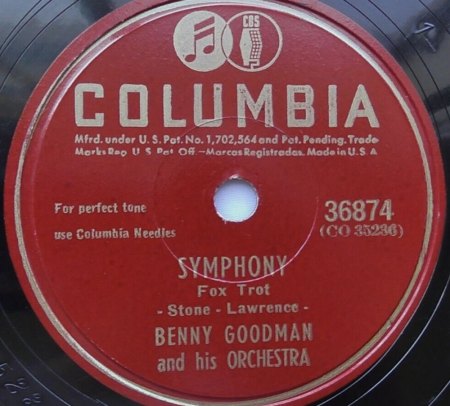 CBS
COLUMBIA
Mfrd. under U.S. Pat. No. 1,702,564 and Pat. Pending. Trade
Marks Reg. U.S. Pat. Off.—Marcas Registradas. Made in U.S.A.
For perfect tone
use Columbia Needles
36874
(CO 35236)
SYMPHONY
Fox Trot
- Stone - Lawrence -
BENNY GOODMAN
and his ORCHESTRA